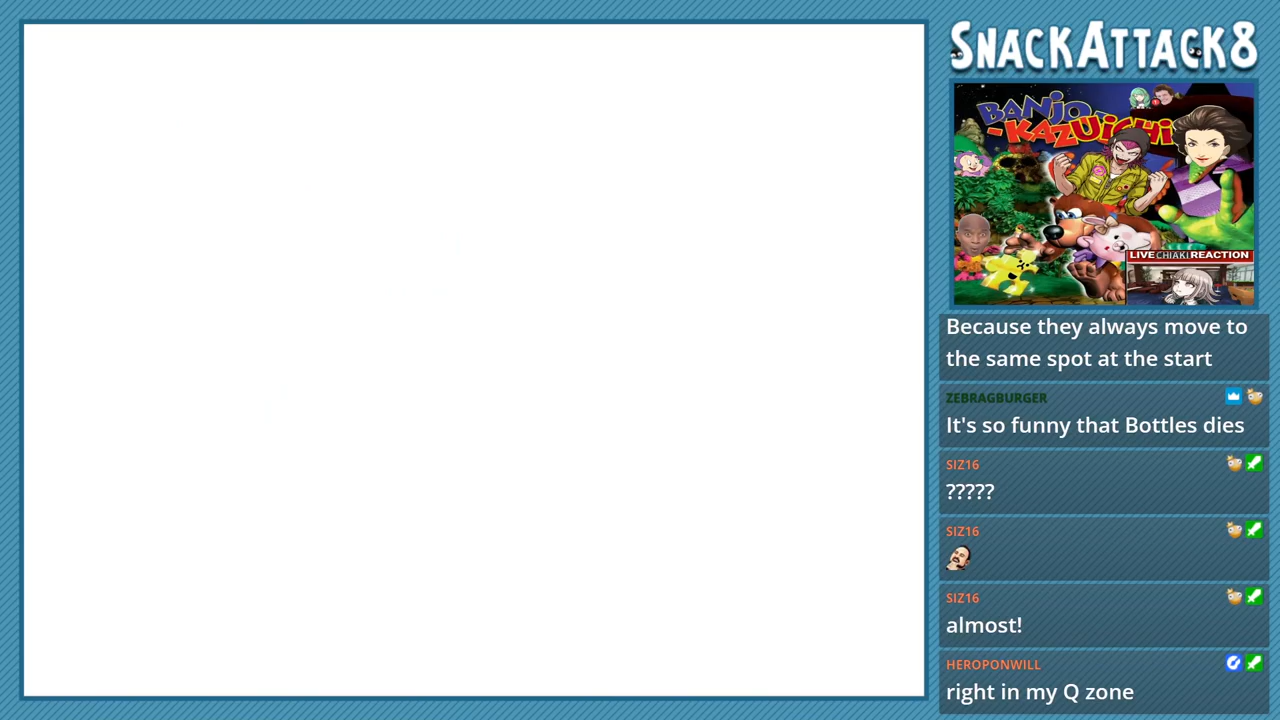 SNACKATTACK8
BANJO
-KAZUICHI
LIVE CHIAKI REACTION
Because they always move to
the same spot at the start
ZEBRAGBURGER
It's so funny that Bottles dies
SIZ16
?????
SIZ16
SIZ16
almost!
HEROPONWILL
right in my Q zone